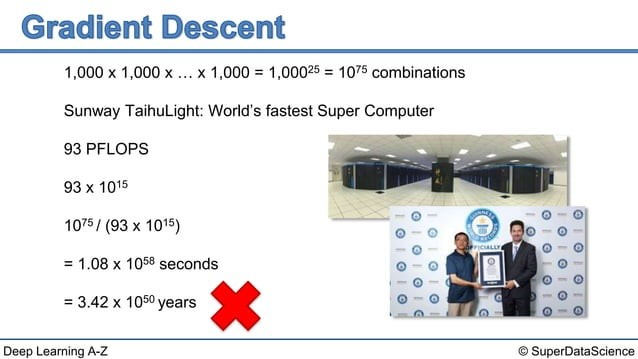 Gradient Descent
1,000 x 1,000 x … x 1,000 = 1,000²⁵ = 10⁷⁵ combinations
Sunway TaihuLight: World’s fastest Super Computer
93 PFLOPS
93 x 10¹⁵
10⁷⁵ / (93 x 10¹⁵)
= 1.08 x 10⁵⁸ seconds
= 3.42 x 10⁵⁰ years
OFFICIALLY
Deep Learning A-Z
© SuperDataScience